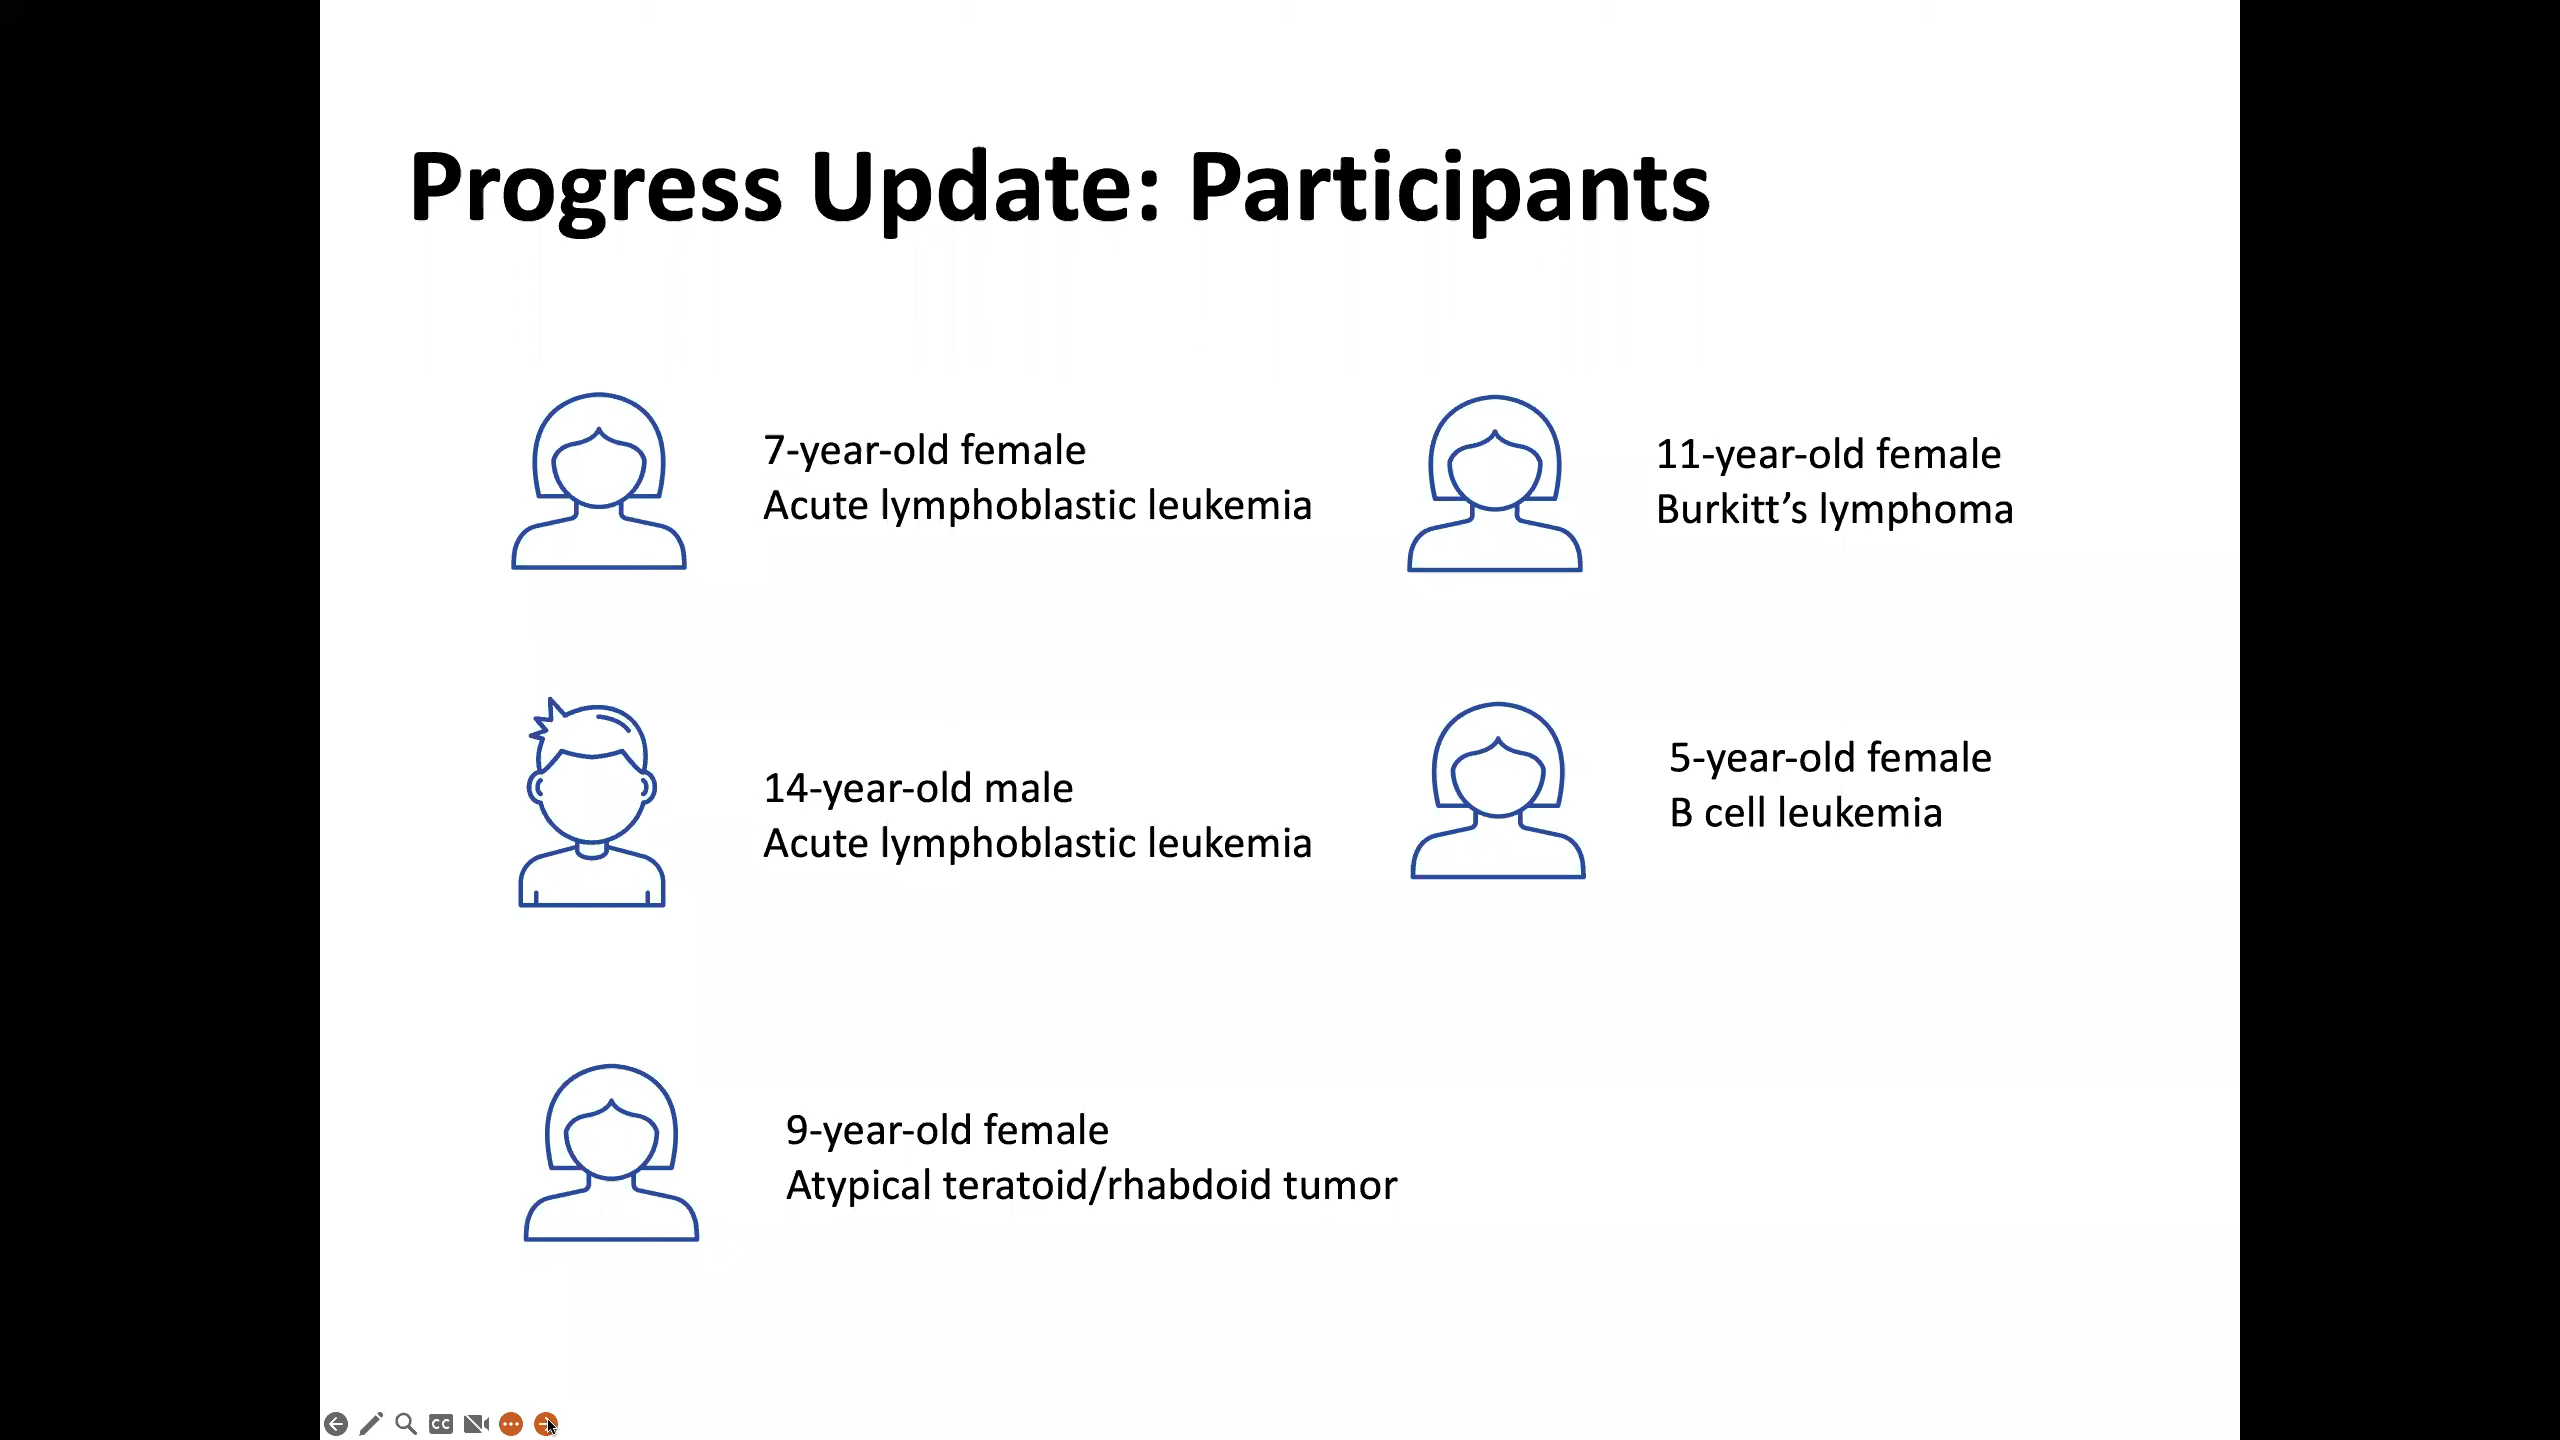 Progress Update: Participants
7-year-old female
Acute lymphoblastic leukemia
11-year-old female
Burkitt’s lymphoma
14-year-old male
Acute lymphoblastic leukemia
5-year-old female
B cell leukemia
9-year-old female
Atypical teratoid/rhabdoid tumor
CC